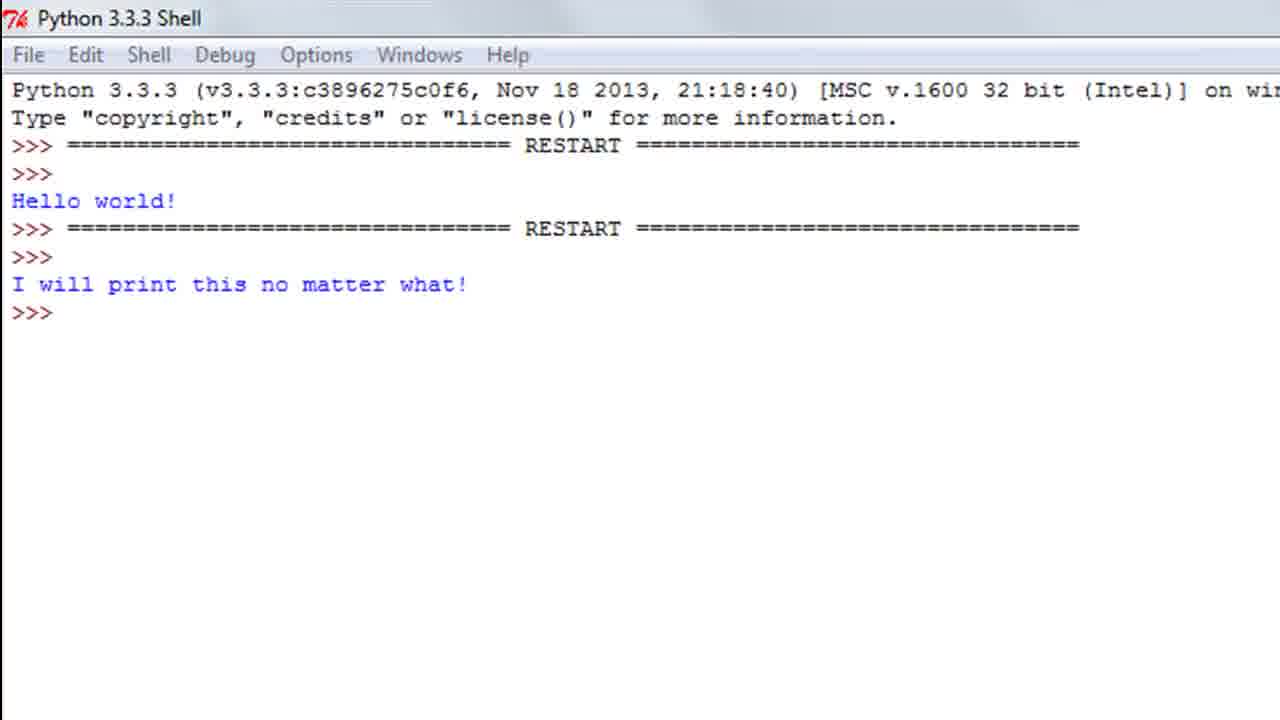 Python 3.3.3 Shell
File Edit Shell Debug Options Windows Help
Python 3.3.3 (v3.3.3:c3896275c0f6, Nov 18 2013, 21:18:40) [MSC v.1600 32 bit (Intel)] on
Type "copyright", "credits" or "license()" for more information.
>>> ================================ RESTART ================================
>>>
Hello world!
>>> ================================ RESTART ================================
>>>
I will print this no matter what!
>>>